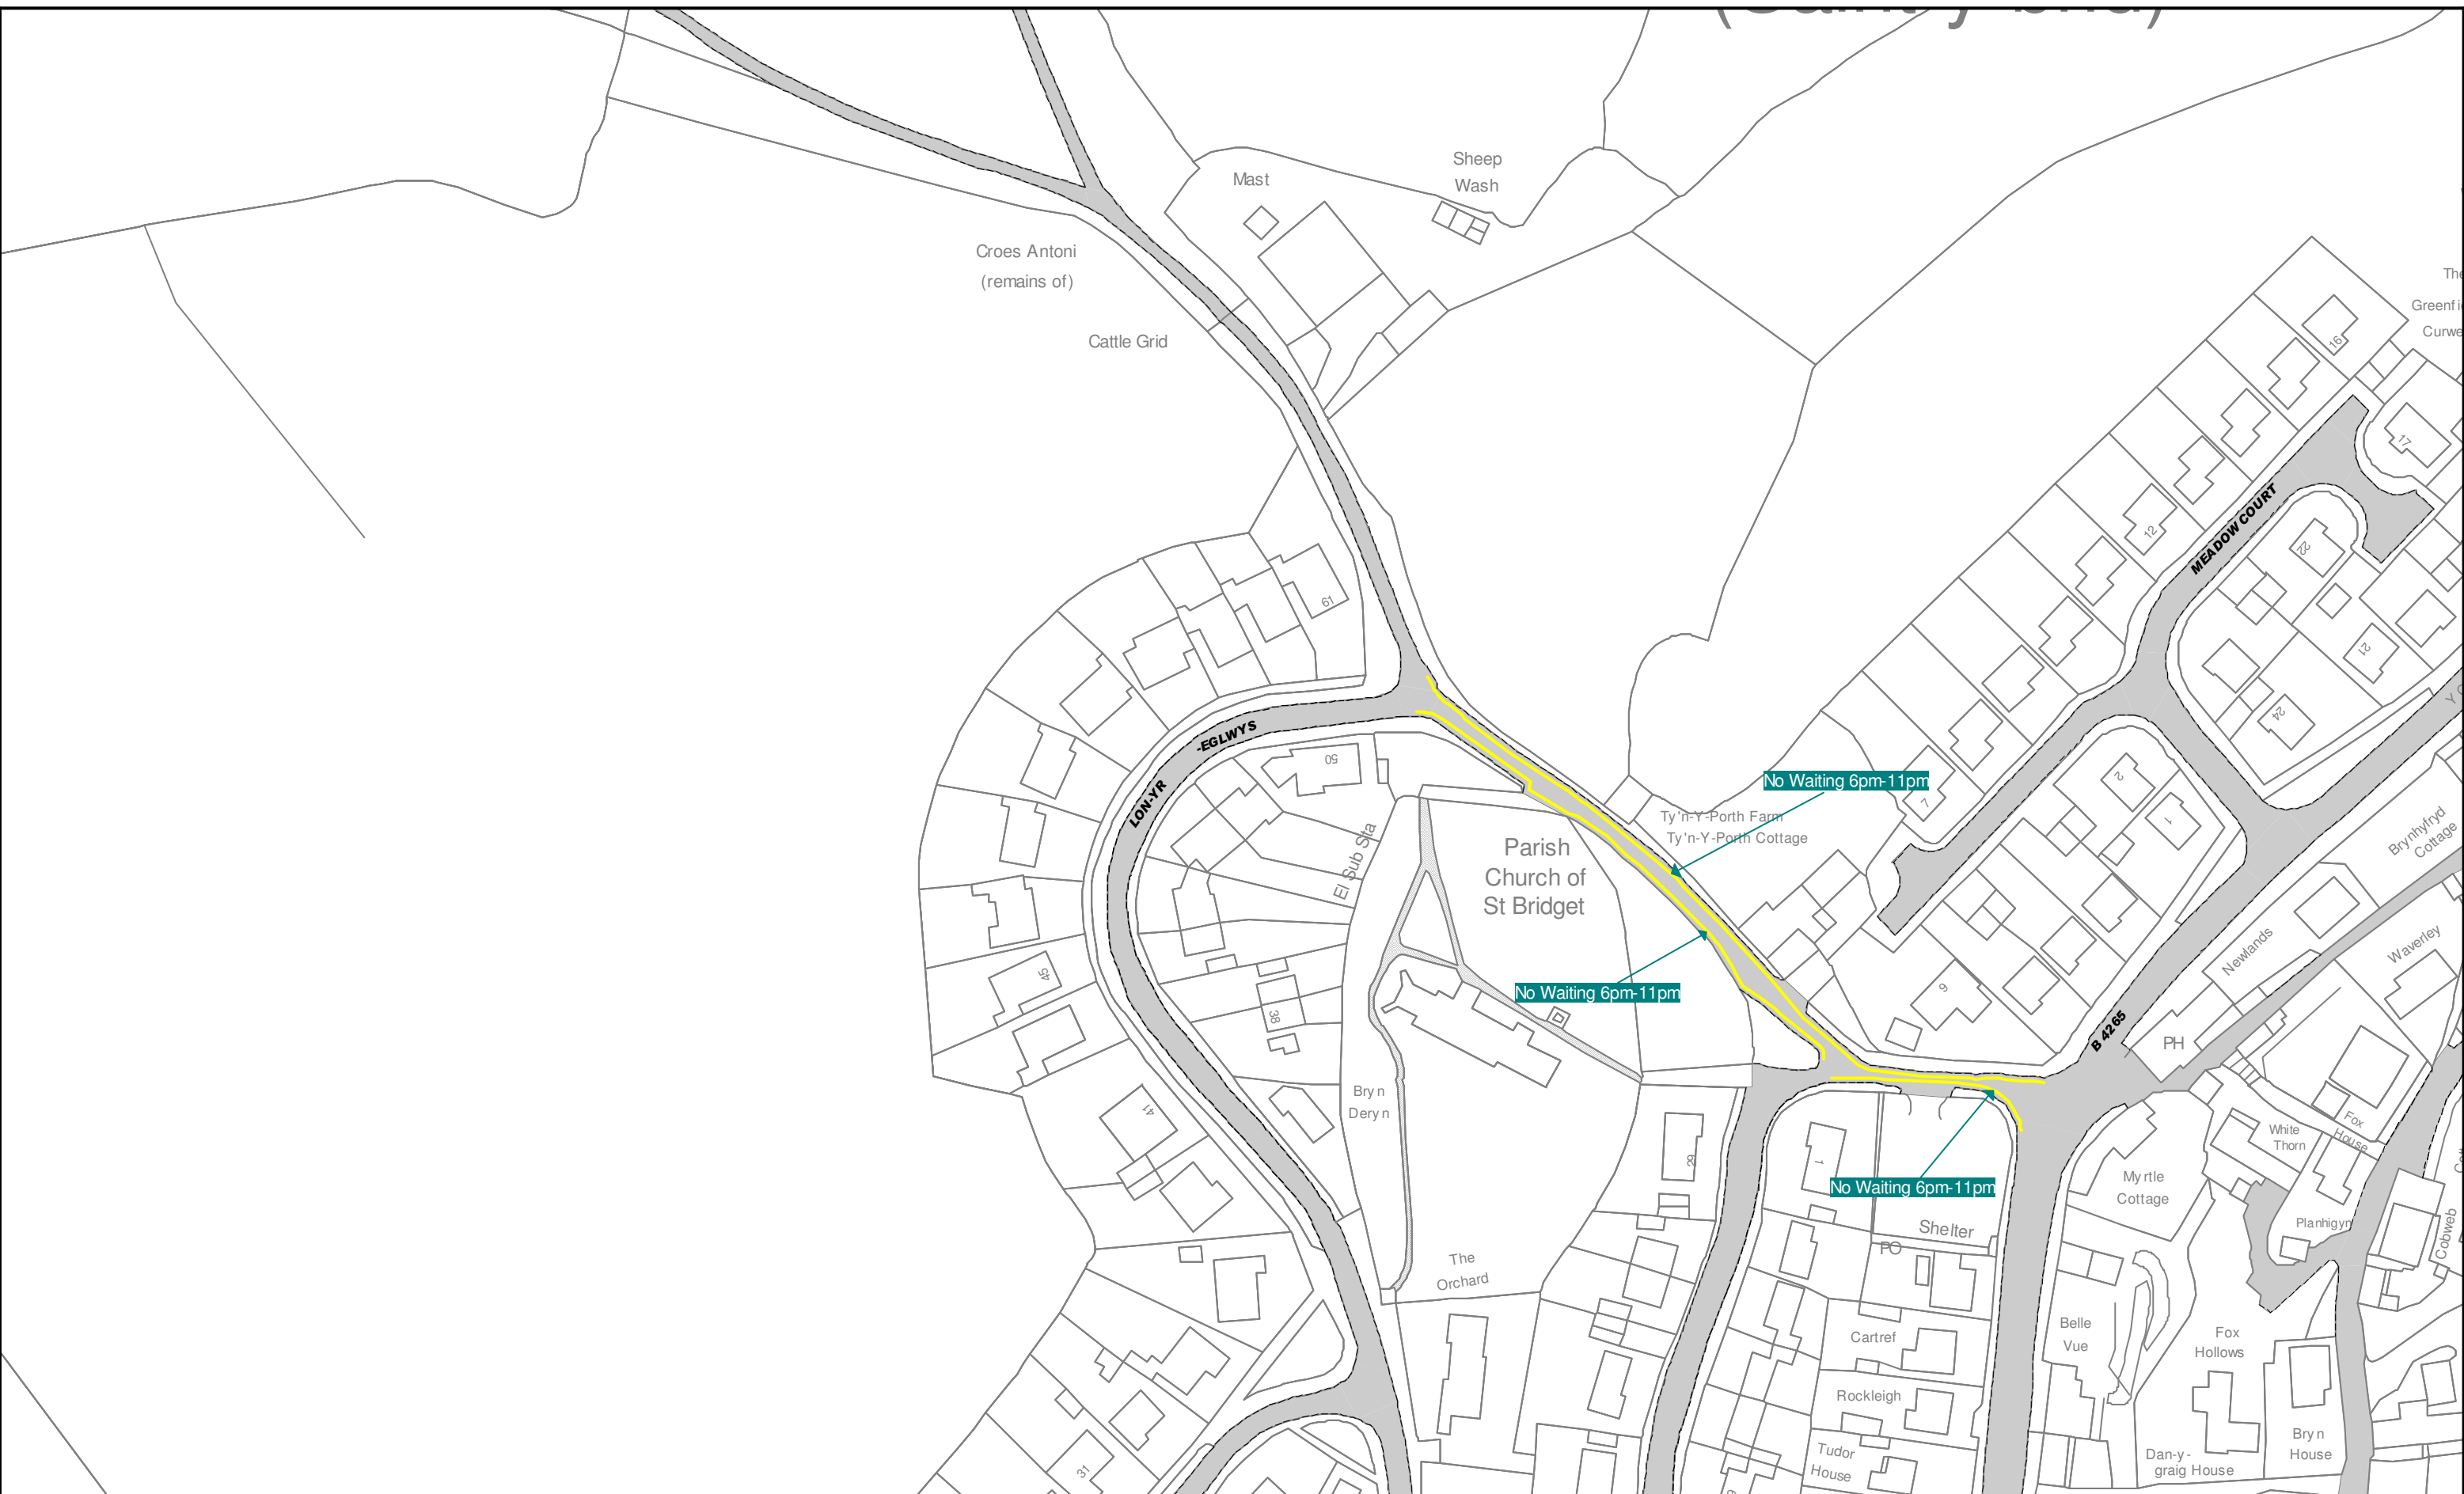 Sheep
Wash
Mast
Croes Antoni
(remains of)
Cattle Grid
16
17
MEADOW COURT
12
22
21
24
61
-EGLWYS
LON-YR
50
No Waiting 6pm-11pm
7
2
1
Ty'n-Y-Porth Farm
Ty'n-Y-Porth Cottage
El Sub Sta
Parish
Church of
St Bridget
Brynhyfryd
Cottage
Newlands
Waverley
45
38
No Waiting 6pm-11pm
9
B 4265
PH
Bryn
Deryn
41
29
1
Fox
House
White
Thorn
Myrtle
Cottage
No Waiting 6pm-11pm
Planhigyn
Shelter
PO
Cobweb
The
Orchard
Cartref
Belle
Vue
Fox
Hollows
Rockleigh
Tudor
House
Dan-y-
graig House
Bryn
House
31